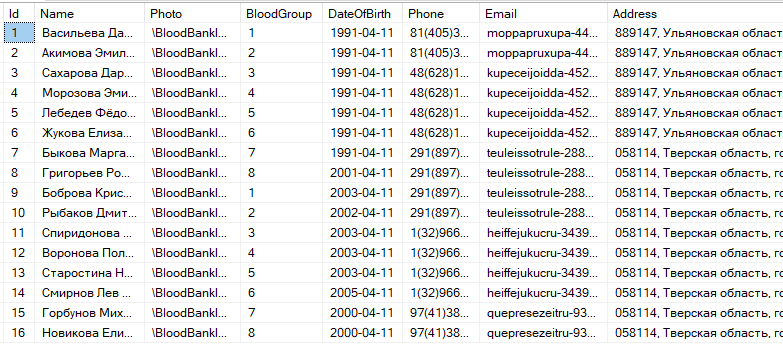 Id Name Photo BloodGroup DateOfBirth Phone Email Address
1 Васильева Да... \BloodBankl... 1 1991-04-11 81(405)3... moppapruxupa-44... 889147, Ульяновская област
2 Акимова Эмил... \BloodBankl... 2 1991-04-11 81(405)3... moppapruxupa-44... 889147, Ульяновская област
3 Сахарова Дар... \BloodBankl... 3 1991-04-11 48(628)1... kupeceijoidda-452... 889147, Ульяновская област
4 Морозова Эми... \BloodBankl... 4 1991-04-11 48(628)1... kupeceijoidda-452... 889147, Ульяновская област
5 Лебедев Фёдо... \BloodBankl... 5 1991-04-11 48(628)1... kupeceijoidda-452... 889147, Ульяновская област
6 Жукова Елиза... \BloodBankl... 6 1991-04-11 48(628)1... kupeceijoidda-452... 889147, Ульяновская област
7 Быкова Марга... \BloodBankl... 7 1991-04-11 291(897)... teuleissotrule-288... 058114, Тверская область, го
8 Григорьев Ро... \BloodBankl... 8 2001-04-11 291(897)... teuleissotrule-288... 058114, Тверская область, го
9 Боброва Крис... \BloodBankl... 1 2003-04-11 291(897)... teuleissotrule-288... 058114, Тверская область, го
10 Рыбаков Дмит... \BloodBankl... 2 2002-04-11 291(897)... teuleissotrule-288... 058114, Тверская область, го
11 Спиридонова ... \BloodBankl... 3 2003-04-11 1(32)966... heiffejukucru-3439... 058114, Тверская область, го
12 Воронова Пол... \BloodBankl... 4 2003-04-11 1(32)966... heiffejukucru-3439... 058114, Тверская область, го
13 Старостина Н... \BloodBankl... 5 2003-04-11 1(32)966... heiffejukucru-3439... 058114, Тверская область, го
14 Смирнов Лев ... \BloodBankl... 6 2005-04-11 1(32)966... heiffejukucru-3439... 058114, Тверская область, го
15 Горбунов Мих... \BloodBankl... 7 2000-04-11 97(41)38... quepresezeitru-93... 058114, Тверская область, го
16 Новикова Ели... \BloodBankl... 8 2000-04-11 97(41)38... quepresezeitru-93... 058114, Тверская область, го